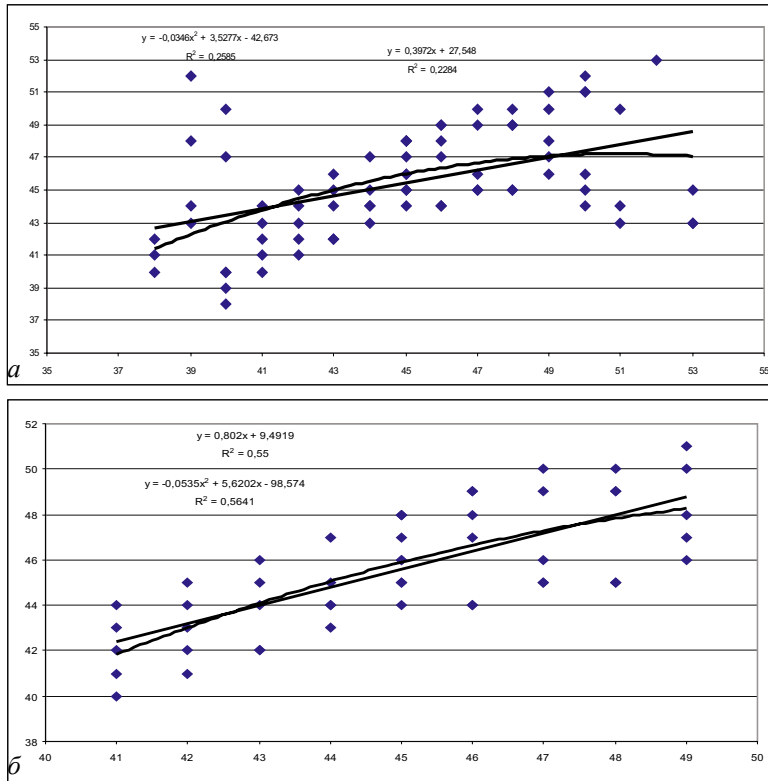 55
y = -0,0346x² + 3,5277x - 42,673
R² = 0,2585
y = 0,3972x + 27,548
R² = 0,2284
53
51
49
47
45
43
41
39
37
35
35 37 39 41 43 45 47 49 51 53 55
а
52
y = 0,802x + 9,4919
R² = 0,55
50
y = -0,0535x² + 5,6202x - 98,574
R² = 0,5641
48
46
44
42
40
38
40 41 42 43 44 45 46 47 48 49 50
б